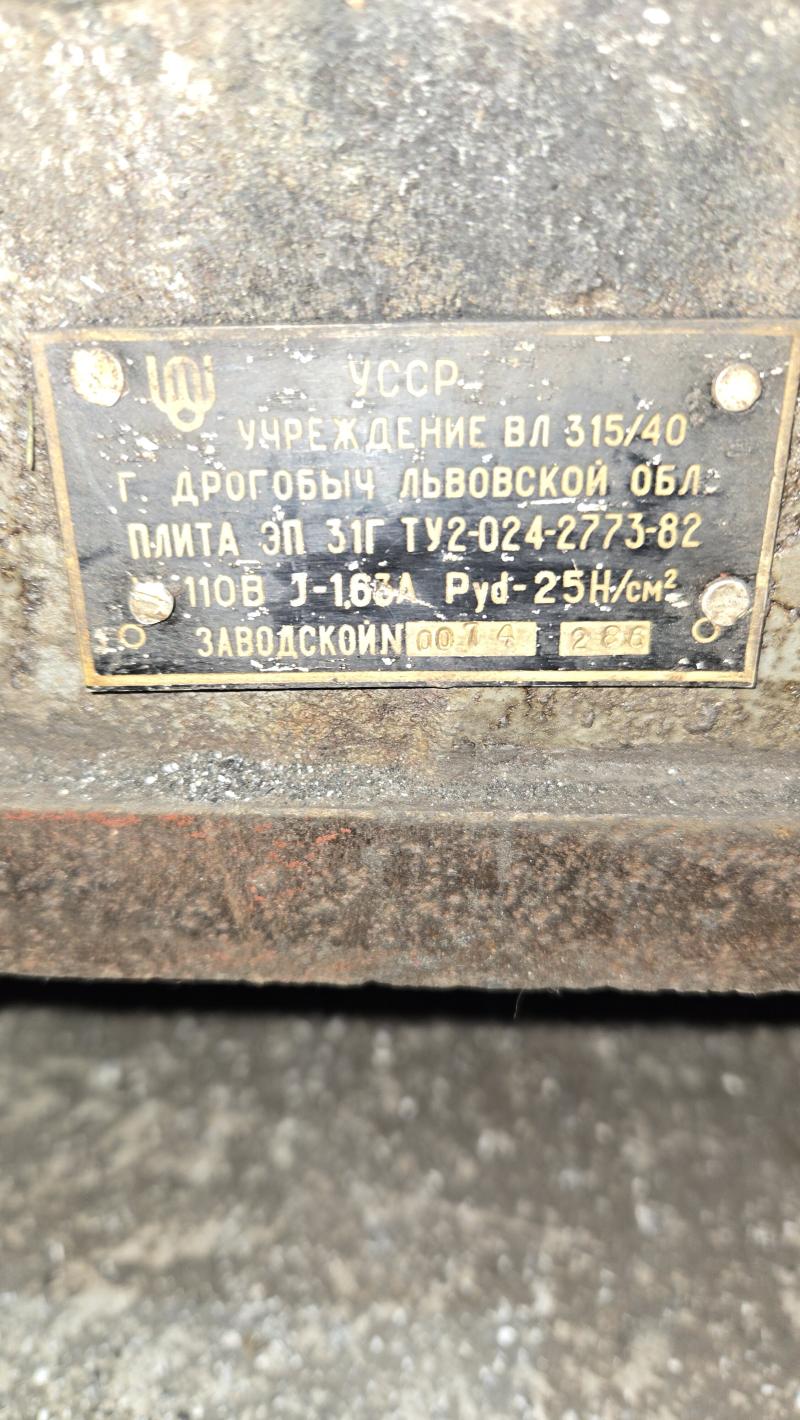 УССР
УЧРЕЖДЕНИЕ ВЛ 315/40
Г. ДРОГОБЫЧ ЛЬВОВСКОЙ ОБЛ.
ПЛИТА ЭП 31Г ТУ2-024-2773-82
110В J-1,63А Pуд-25Н/см²
ЗАВОДСКОЙ N 0074 286